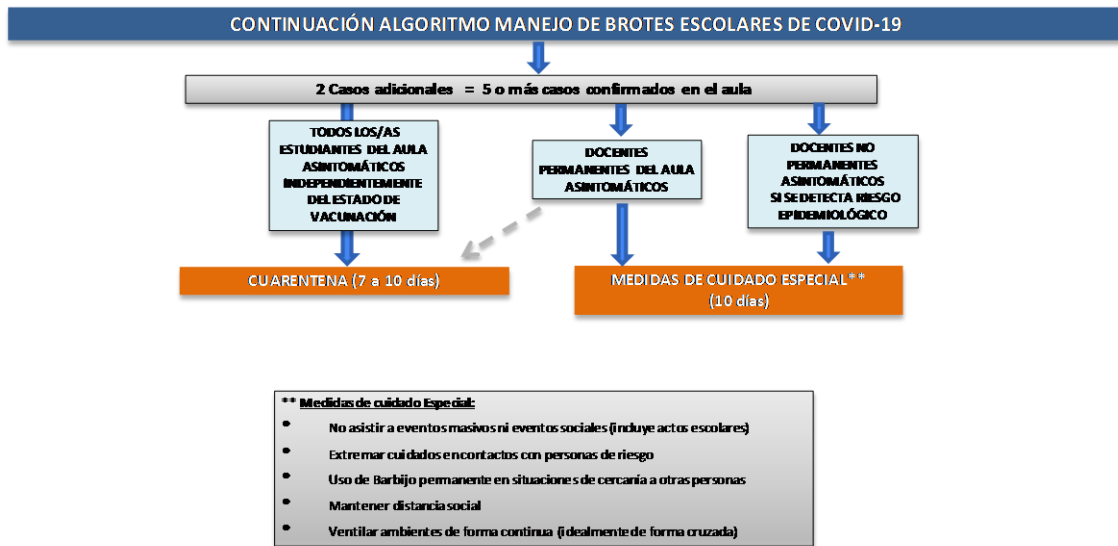 CONTINUACIÓN ALGORITMO MANEJO DE BROTES ESCOLARES DE COVID-19
2 Casos adicionales = 5 o más casos confirmados en el aula
TODOS LOS/AS
ESTUDIANTES DEL AULA
ASINTOMÁTICOS
INDEPENDIENTEMENTE
DEL ESTADO DE
VACUNACIÓN
DOCENTES
PERMANENTES DEL AULA
ASINTOMÁTICOS
DOCENTES NO
PERMANENTES
ASINTOMÁTICOS
SI SE DETECTA RIESGO
EPIDEMIOLÓGICO
CUARENTENA (7 a 10 días)
MEDIDAS DE CUIDADO ESPECIAL**
(10 días)
** Medidas de cuidado Especial:
• No asistir a eventos masivos ni eventos sociales (incluye actos escolares)
• Extremar cuidados en contactos con personas de riesgo
• Uso de Barbijo permanente en situaciones de cercanía a otras personas
• Mantener distancia social
• Ventilar ambientes de forma continua (idealmente de forma cruzada)